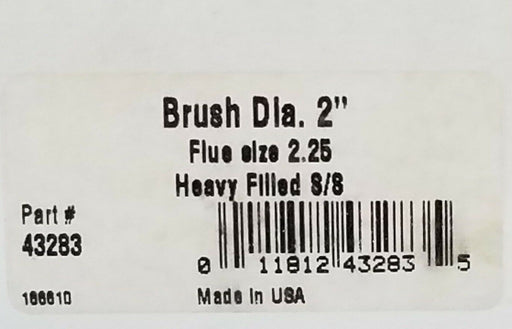 Brush Dia. 2"
Flue size 2.25
Heavy Filled S/S
Part #
43283
0 11812 43283 5
166610 Made In USA